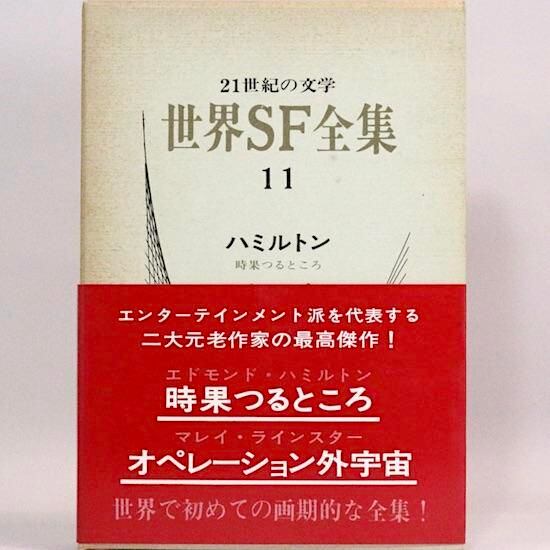 21世紀の文学
世界SF全集
11
ハミルトン
時果つるところ
エンターテインメント派を代表する
二大元老作家の最高傑作！
エドモンド・ハミルトン
時果つるところ
マレイ・ラインスター
オペレーション外宇宙
世界で初めての画期的な全集！